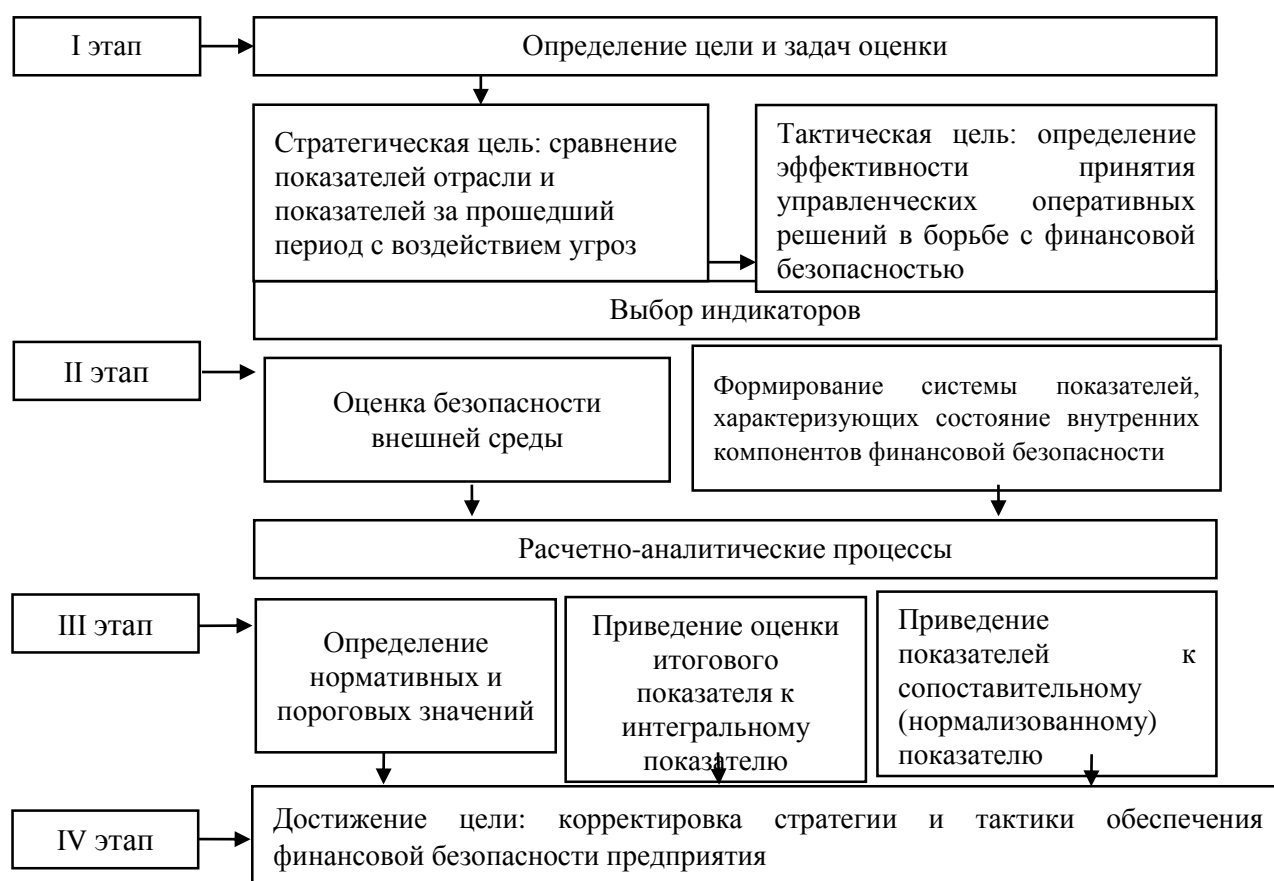 I этап
Определение цели и задач оценки
Стратегическая цель: сравнение
показателей отрасли и
показателей за прошедший
период с воздействием угроз
Тактическая цель: определение
эффективности принятия
управленческих оперативных
решений в борьбе с финансовой
безопасностью
Выбор индикаторов
II этап
Оценка безопасности
внешней среды
Формирование системы показателей,
характеризующих состояние внутренних
компонентов финансовой безопасности
Расчетно-аналитические процессы
III этап
Определение
нормативных и
пороговых значений
Приведение оценки
итогового
показателя к
интегральному
показателю
Приведение
показателей к
сопоставительному
(нормализованному)
показателю
IV этап
Достижение цели: корректировка стратегии и тактики обеспечения
финансовой безопасности предприятия